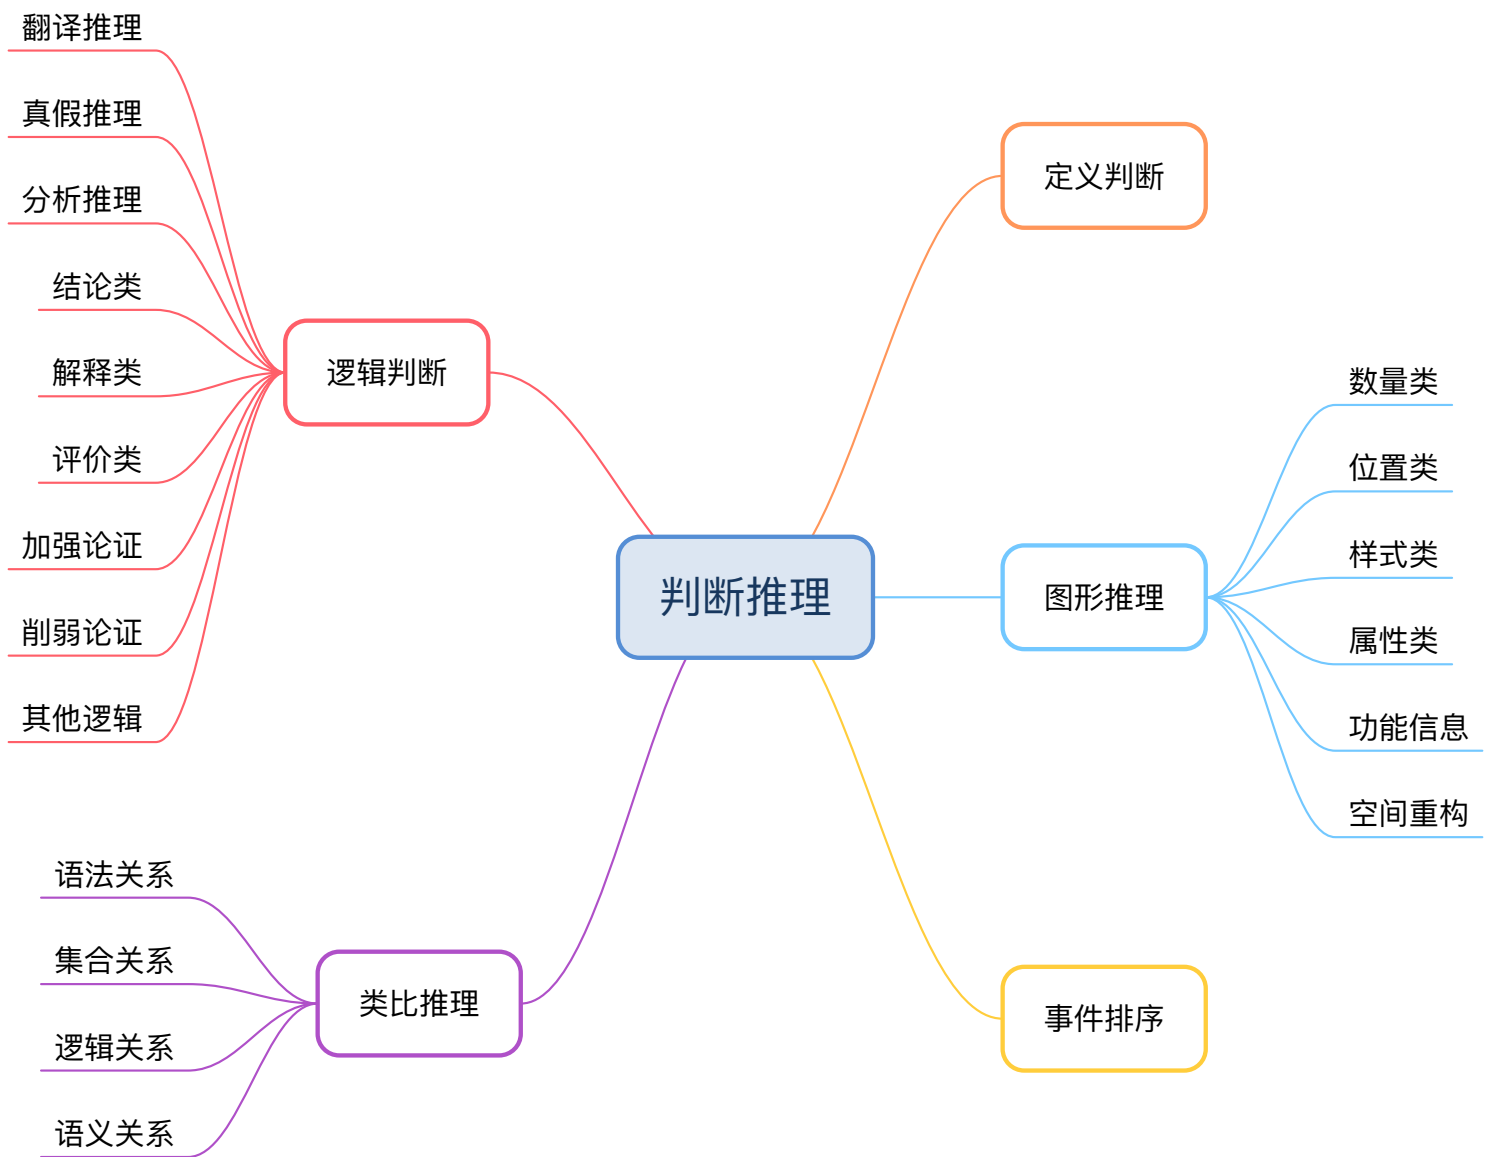 判断推理
定义判断
图形推理
数量类
位置类
样式类
属性类
功能信息
空间重构
事件排序
逻辑判断
翻译推理
真假推理
分析推理
结论类
解释类
评价类
加强论证
削弱论证
其他逻辑
类比推理
语法关系
集合关系
逻辑关系
语义关系